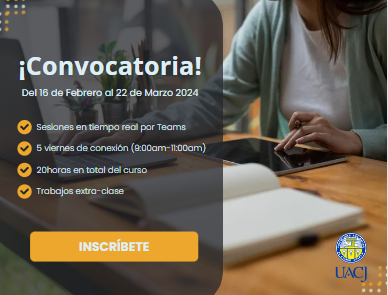 ¡Convocatoria!
Del 16 de Febrero al 22 de Marzo 2024
Sesiones en tiempo real por Teams
5 viernes de conexión (9:00am-11:00am)
20horas en total del curso
Trabajos extra-clase
INSCRÍBETE
UACJ